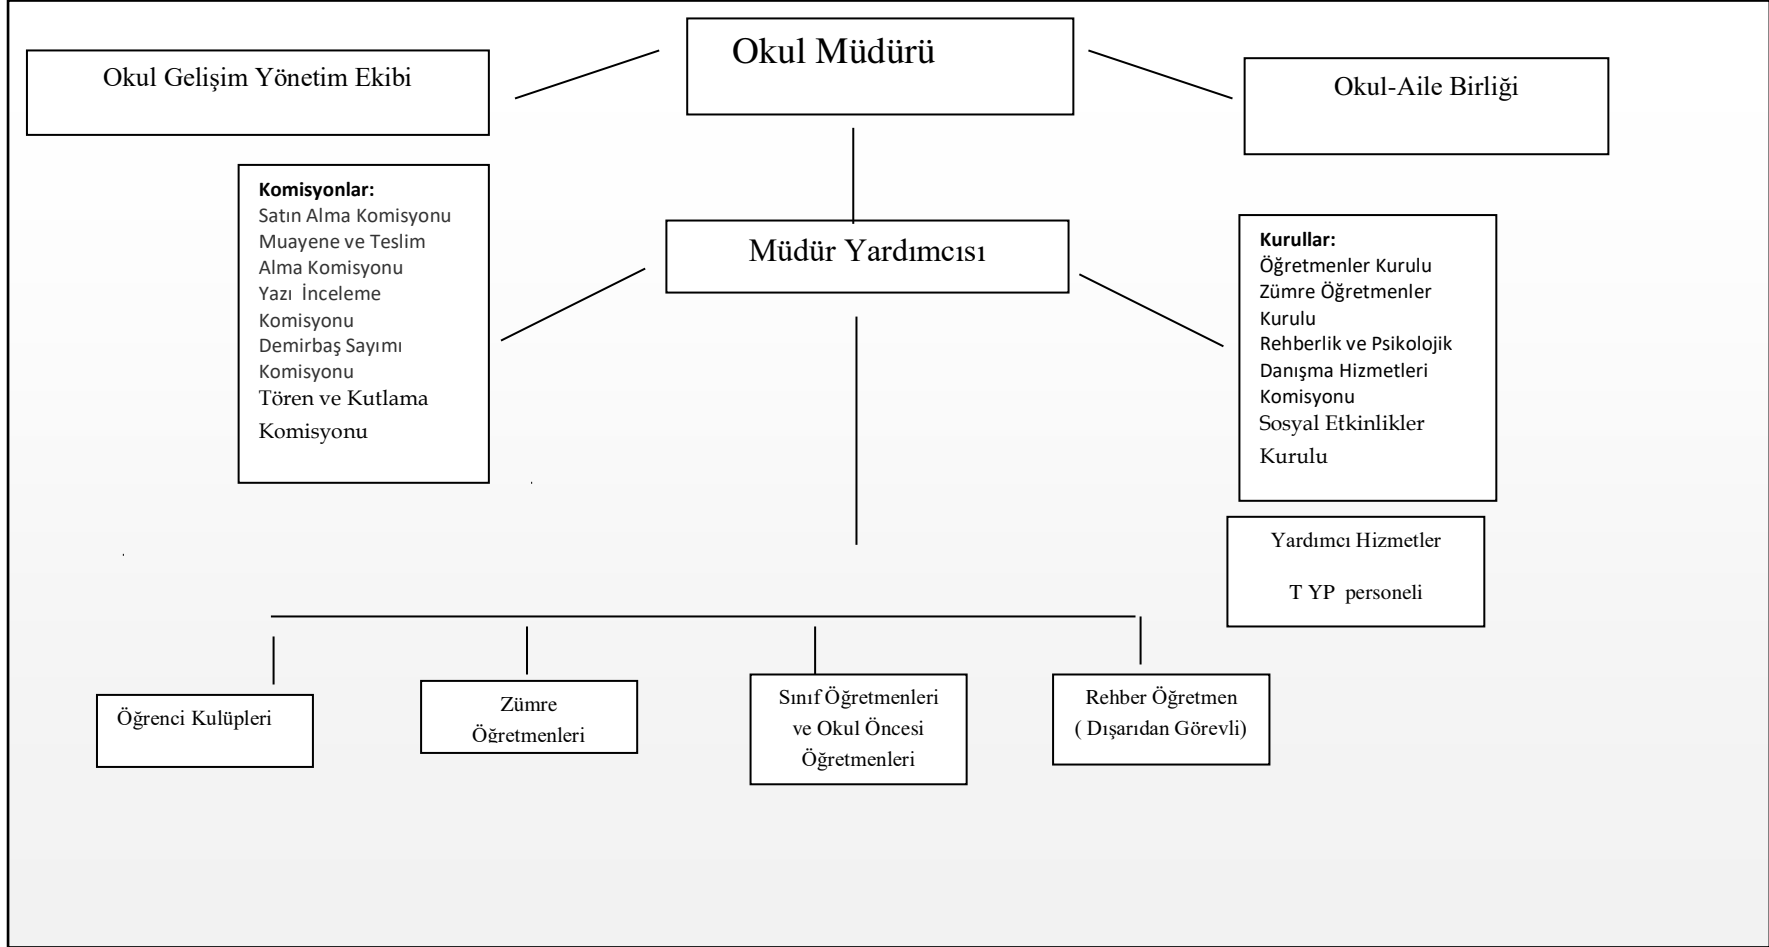 Okul Müdürü
Okul Gelişim Yönetim Ekibi
Okul-Aile Birliği
Komisyonlar:
Satın Alma Komisyonu
Muayene ve Teslim
Alma Komisyonu
Yazı İnceleme
Komisyonu
Demirbaş Sayımı
Komisyonu
Tören ve Kutlama
Komisyonu
Müdür Yardımcısı
Kurullar:
Öğretmenler Kurulu
Zümre Öğretmenler
Kurulu
Rehberlik ve Psikolojik
Danışma Hizmetleri
Komisyonu
Sosyal Etkinlikler
Kurulu
Yardımcı Hizmetler
T YP personeli
Öğrenci Kulüpleri
Zümre
Öğretmenleri
Sınıf Öğretmenleri
ve Okul Öncesi
Öğretmenleri
Rehber Öğretmen
( Dışarıdan Görevli)